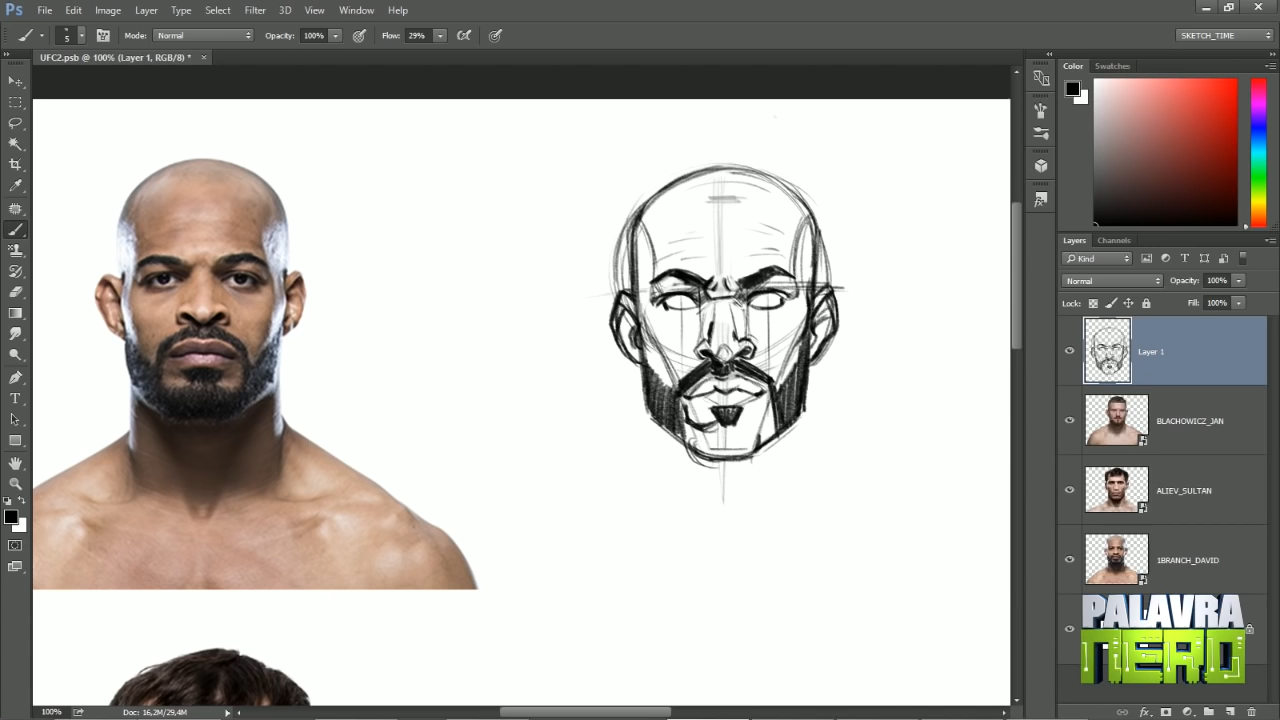 Ps File Edit Image Layer Type Select Filter 3D View Window Help
5 Mode: Normal Opacity: 100% Flow: 29% SKETCH_TIME
UFC2.psb @ 100% (Layer 1, RGB/8) * ×
Color Swatches
Layers Channels
Kind
Normal Opacity: 100%
Lock: Fill: 100%
Layer 1
BLACHOWICZ_JAN
ALIEV_SULTAN
1BRANCH_DAVID
PALAVRA
NERD
100% Doc: 16,2M/29,4M